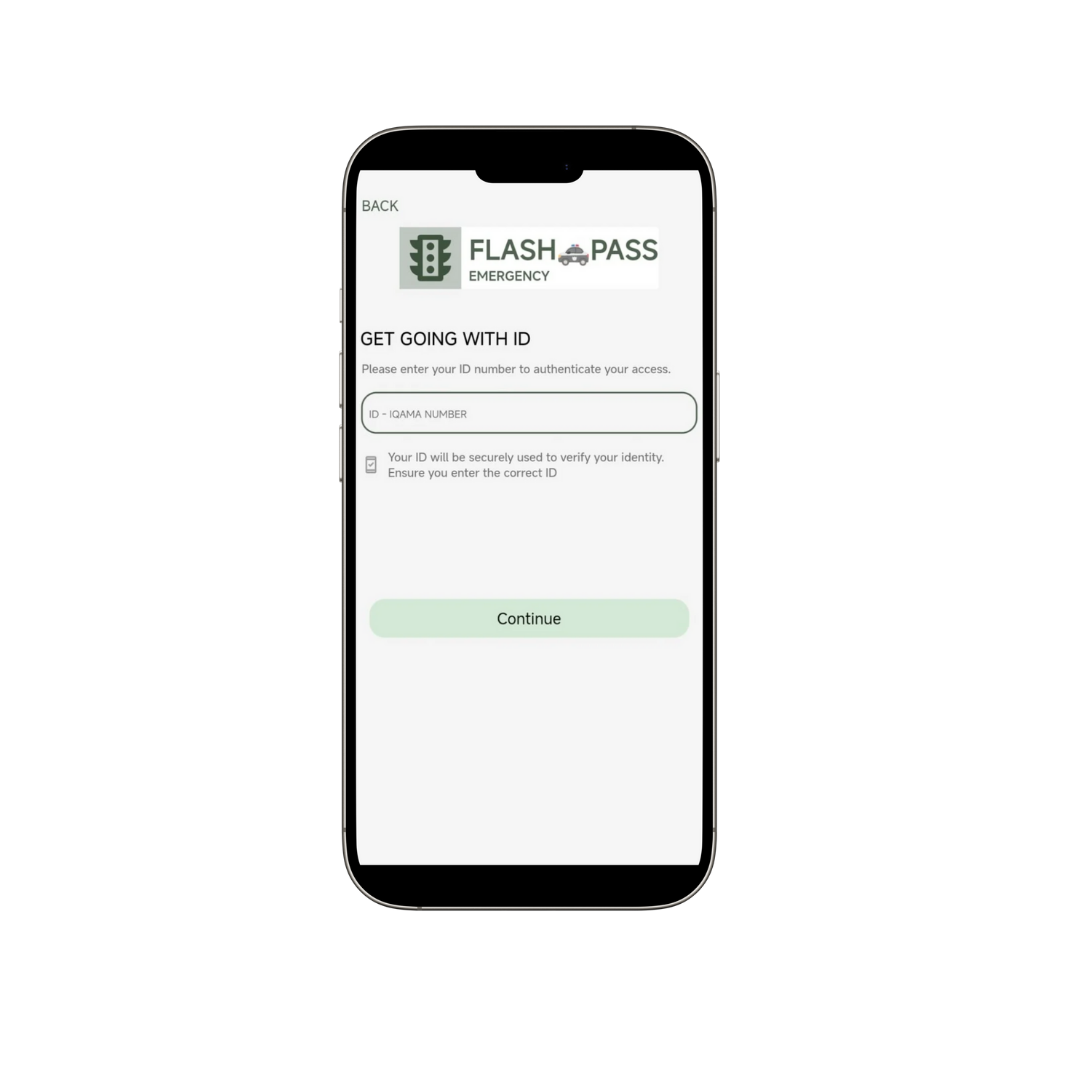 BACK
FLASH PASS
EMERGENCY
GET GOING WITH ID
Please enter your ID number to authenticate your access.
ID - IQAMA NUMBER
Your ID will be securely used to verify your identity.
Ensure you enter the correct ID
Continue